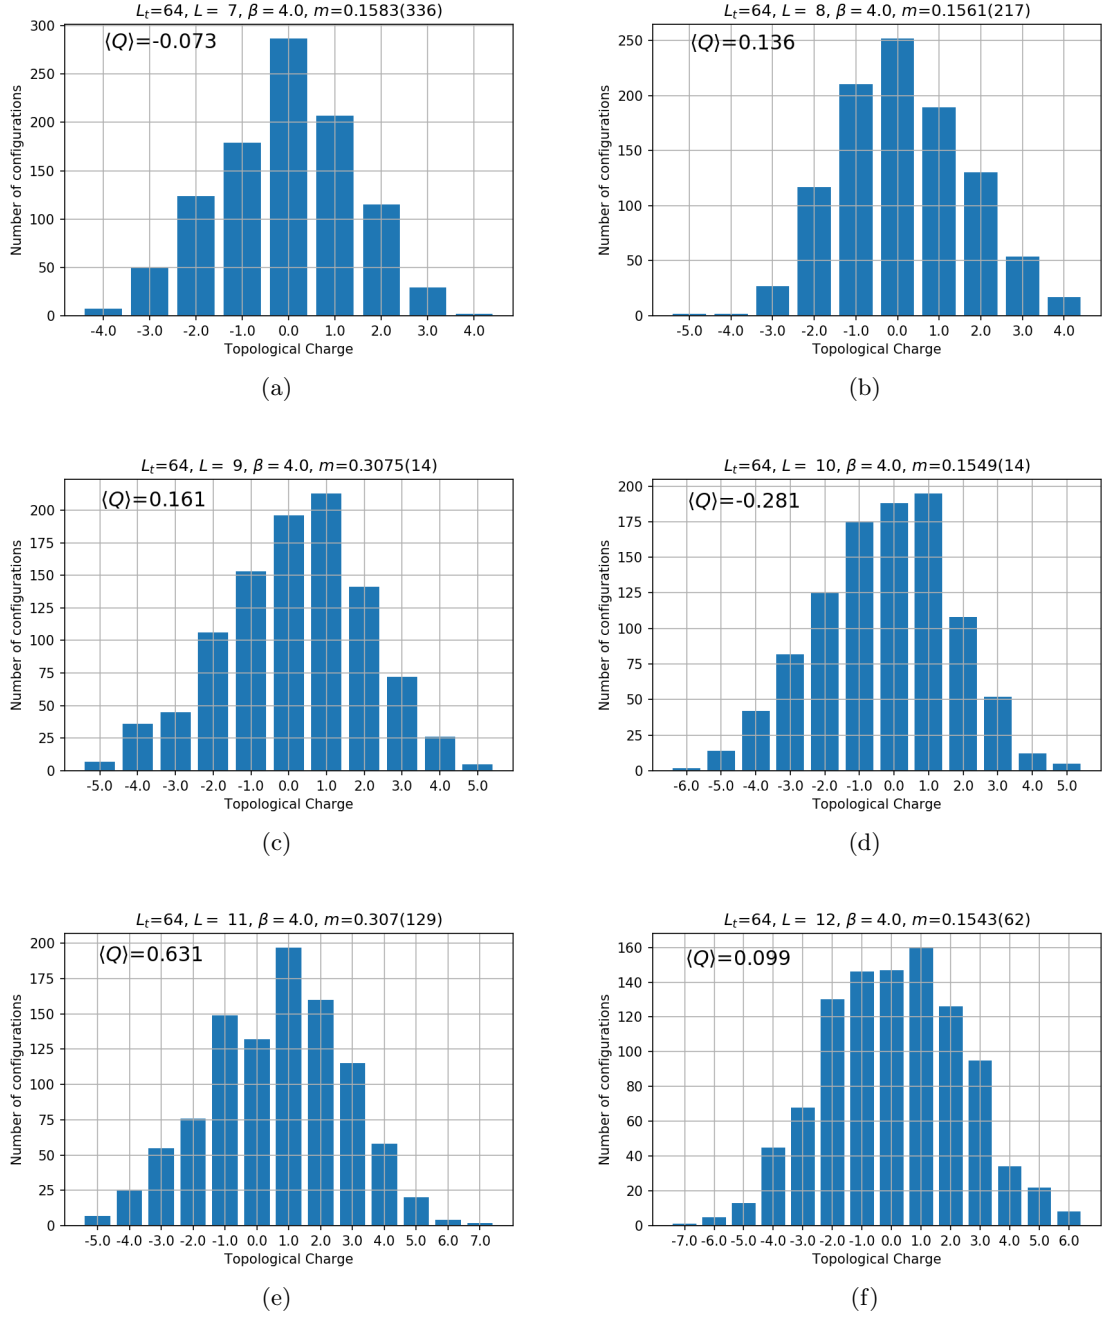 L_t=64, L = 7, β = 4.0, m=0.1583(336)
⟨Q⟩=-0.073
Number of configurations
300
250
200
150
100
50
0
-4.0 -3.0 -2.0 -1.0 0.0 1.0 2.0 3.0 4.0
Topological Charge
(a)
L_t=64, L = 8, β = 4.0, m=0.1561(217)
⟨Q⟩=0.136
Number of configurations
250
200
150
100
50
0
-5.0 -4.0 -3.0 -2.0 -1.0 0.0 1.0 2.0 3.0 4.0
Topological Charge
(b)
L_t=64, L = 9, β = 4.0, m=0.3075(14)
⟨Q⟩=0.161
Number of configurations
200
175
150
125
100
75
50
25
0
-5.0 -4.0 -3.0 -2.0 -1.0 0.0 1.0 2.0 3.0 4.0 5.0
Topological Charge
(c)
L_t=64, L = 10, β = 4.0, m=0.1549(14)
⟨Q⟩=-0.281
Number of configurations
200
175
150
125
100
75
50
25
0
-6.0 -5.0 -4.0 -3.0 -2.0 -1.0 0.0 1.0 2.0 3.0 4.0 5.0
Topological Charge
(d)
L_t=64, L = 11, β = 4.0, m=0.307(129)
⟨Q⟩=0.631
Number of configurations
200
175
150
125
100
75
50
25
0
-5.0 -4.0 -3.0 -2.0 -1.0 0.0 1.0 2.0 3.0 4.0 5.0 6.0 7.0
Topological Charge
(e)
L_t=64, L = 12, β = 4.0, m=0.1543(62)
⟨Q⟩=0.099
Number of configurations
160
140
120
100
80
60
40
20
0
-7.0 -6.0 -5.0 -4.0 -3.0 -2.0 -1.0 0.0 1.0 2.0 3.0 4.0 5.0 6.0
Topological Charge
(f)